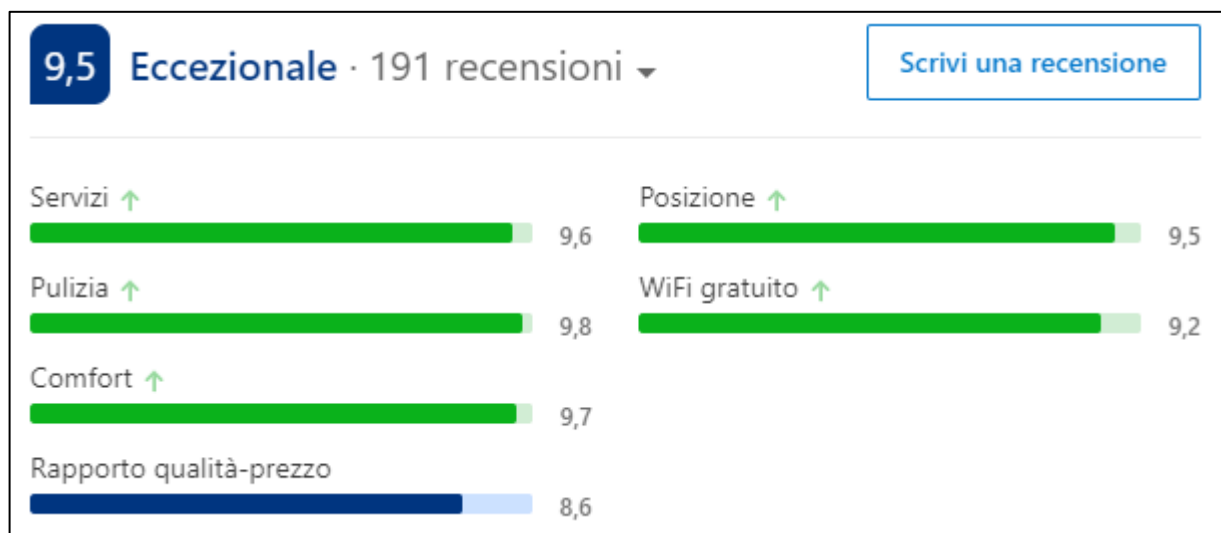 9,5 Eccezionale · 191 recensioni
Scrivi una recensione
Servizi ↑
9,6
Posizione ↑
9,5
Pulizia ↑
9,8
WiFi gratuito ↑
9,2
Comfort ↑
9,7
Rapporto qualità-prezzo
8,6